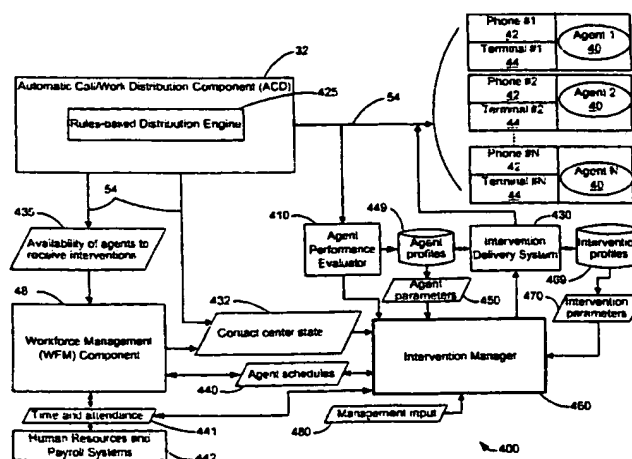 32
Automatic Call/Work Distribution Component (ACD)
425
Rules-based Distribution Engine
54
Phone #1
42
Terminal #1
44
Agent 1
40
Phone #2
42
Terminal #2
44
Agent 2
40
Phone #N
42
Terminal #N
44
Agent N
40
54
435
Availability of agents to
receive interventions
410
Agent
Performance
Evaluator
449
Agent
profiles
430
Intervention
Delivery System
Intervention
profiles
469
Agent
parameters
450
470
Intervention
parameters
48
Workforce Management
(WFM) Component
432
Contact center state
Intervention Manager
460
Agent schedules
440
Time and attendance
441
Management input
480
Human Resources and
Payroll Systems
442
400